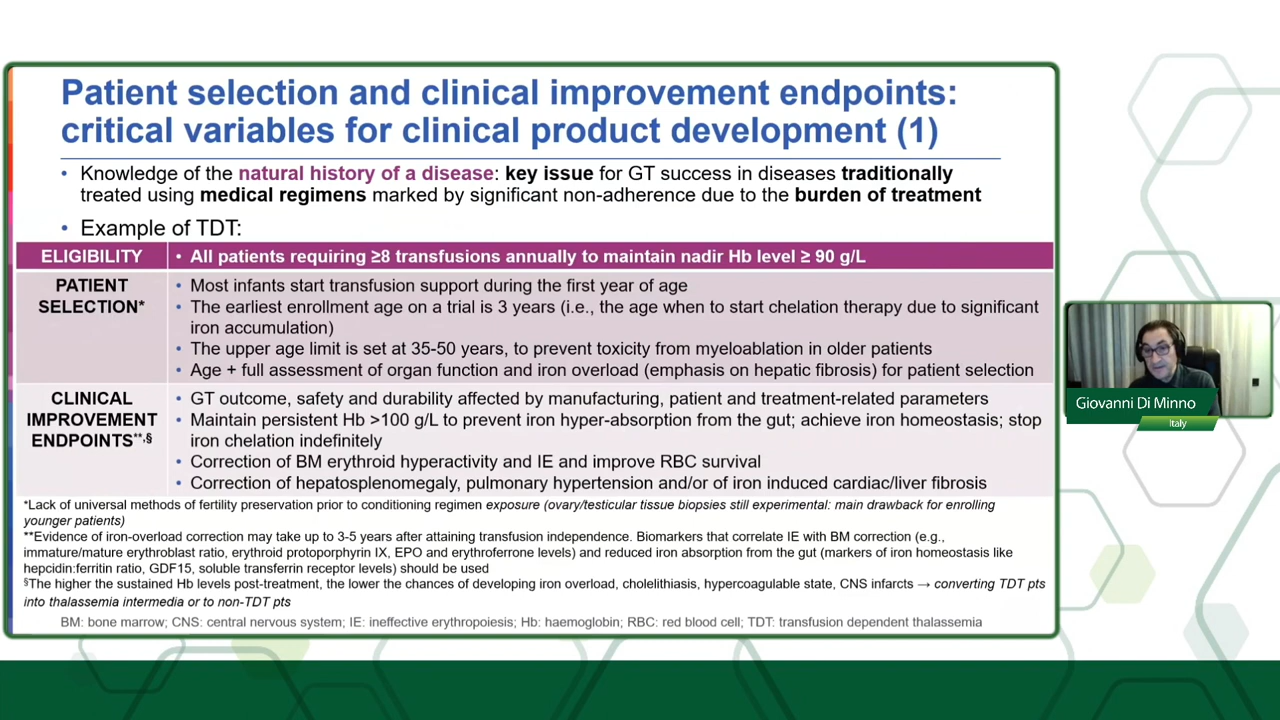 Patient selection and clinical improvement endpoints:
critical variables for clinical product development (1)
• Knowledge of the natural history of a disease: key issue for GT success in diseases traditionally
treated using medical regimens marked by significant non-adherence due to the burden of treatment
• Example of TDT:
ELIGIBILITY
• All patients requiring ≥8 transfusions annually to maintain nadir Hb level ≥ 90 g/L
PATIENT
SELECTION*
• Most infants start transfusion support during the first year of age
• The earliest enrollment age on a trial is 3 years (i.e., the age when to start chelation therapy due to significant
iron accumulation)
• The upper age limit is set at 35-50 years, to prevent toxicity from myeloablation in older patients
• Age + full assessment of organ function and iron overload (emphasis on hepatic fibrosis) for patient selection
CLINICAL
IMPROVEMENT
ENDPOINTS**,§
• GT outcome, safety and durability affected by manufacturing, patient and treatment-related parameters
• Maintain persistent Hb >100 g/L to prevent iron hyper-absorption from the gut; achieve iron homeostasis; stop
iron chelation indefinitely
• Correction of BM erythroid hyperactivity and IE and improve RBC survival
• Correction of hepatosplenomegaly, pulmonary hypertension and/or of iron induced cardiac/liver fibrosis
*Lack of universal methods of fertility preservation prior to conditioning regimen exposure (ovary/testicular tissue biopsies still experimental: main drawback for enrolling
younger patients)
**Evidence of iron-overload correction may take up to 3-5 years after attaining transfusion independence. Biomarkers that correlate IE with BM correction (e.g.,
immature/mature erythroblast ratio, erythroid protoporphyrin IX, EPO and erythroferrone levels) and reduced iron absorption from the gut (markers of iron homeostasis like
hepcidin:ferritin ratio, GDF15, soluble transferrin receptor levels) should be used
§The higher the sustained Hb levels post-treatment, the lower the chances of developing iron overload, cholelithiasis, hypercoagulable state, CNS infarcts → converting TDT pts
into thalassemia intermedia or to non-TDT pts
BM: bone marrow; CNS: central nervous system; IE: ineffective erythropoiesis; Hb: haemoglobin; RBC: red blood cell; TDT: transfusion dependent thalassemia
Giovanni Di Minno
Italy